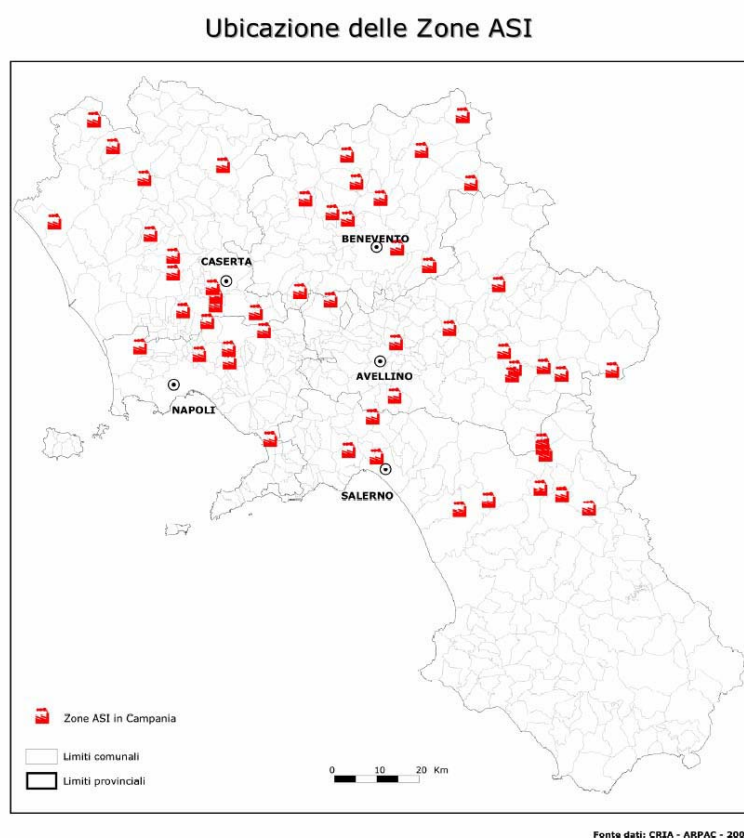 Ubicazione delle Zone ASI
BENEVENTO
CASERTA
AVELLINO
NAPOLI
SALERNO
Zone ASI in Campania
Limiti comunali
Limiti provinciali
0 10 20 Km
Fonte dati: CRIA - ARPAC - 200